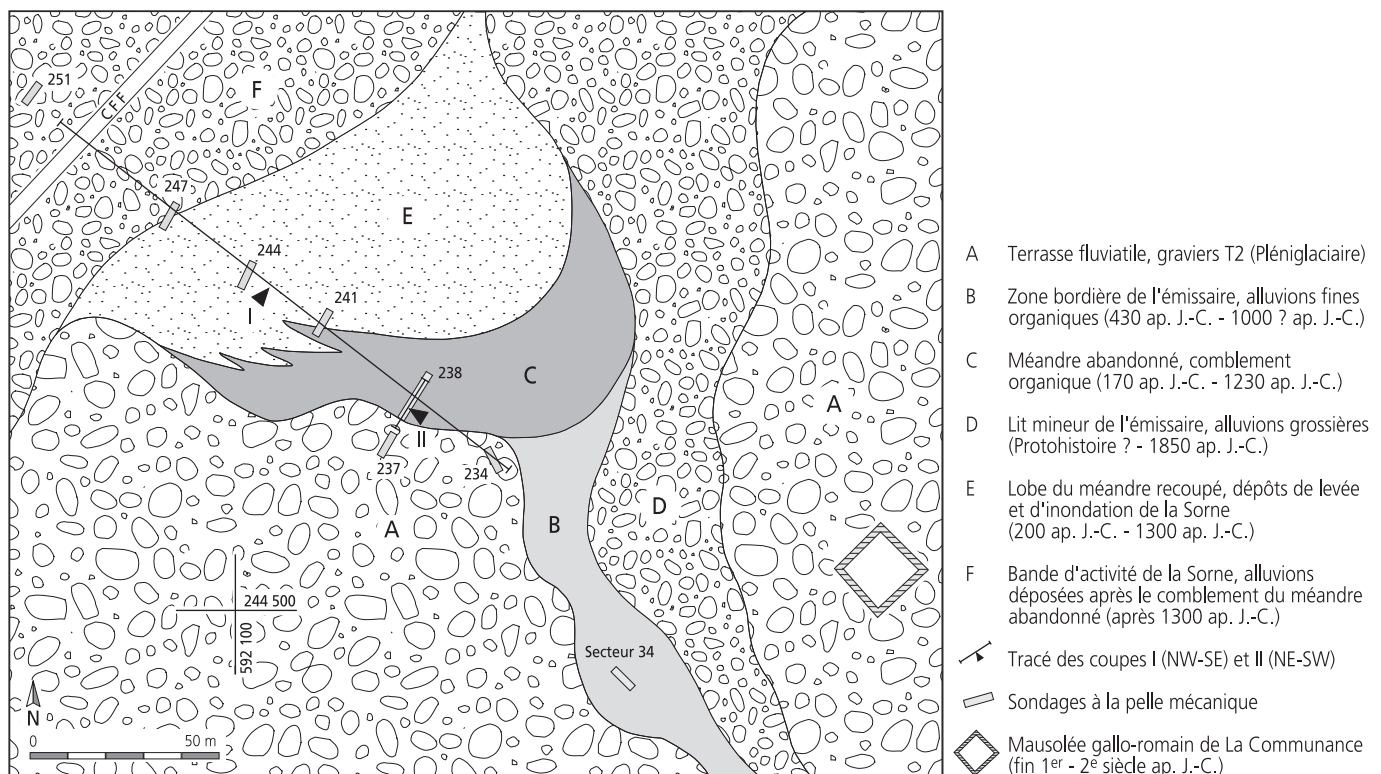 251
CFF
F
247
E
244
I
241
238
C
II
237
234
A
A
B
D
244 500
592 100
Secteur 34
N
0 50 m
A Terrasse fluviatile, graviers T2 (Pléniglaciaire)
B Zone bordière de l'émissaire, alluvions fines
organiques (430 ap. J.-C. - 1000 ? ap. J.-C.)
C Méandre abandonné, comblement
organique (170 ap. J.-C. - 1230 ap. J.-C.)
D Lit mineur de l'émissaire, alluvions grossières
(Protohistoire ? - 1850 ap. J.-C.)
E Lobe du méandre recoupé, dépôts de levée
et d'inondation de la Sorne
(200 ap. J.-C. - 1300 ap. J.-C.)
F Bande d'activité de la Sorne, alluvions
déposées après le comblement du méandre
abandonné (après 1300 ap. J.-C.)
Tracé des coupes I (NW-SE) et II (NE-SW)
Sondages à la pelle mécanique
Mausolée gallo-romain de La Communance
(fin 1er - 2e siècle ap. J.-C.)